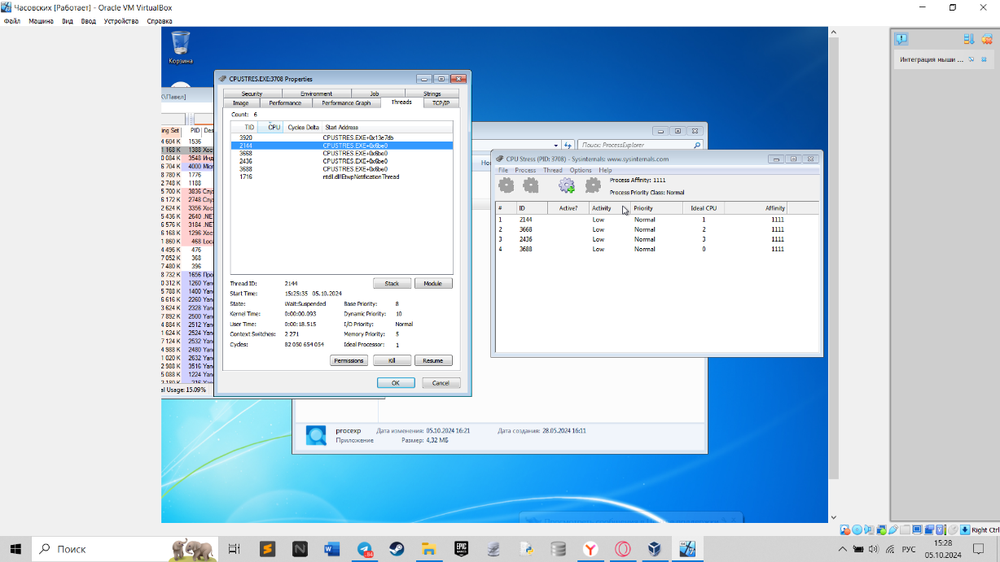 Часовских [Работает] - Oracle VM VirtualBox
Файл Машина Вид Ввод Устройства Справка
Корзина
Интеграция мыши ...
CPUSTRES.EXE:3708 Properties
Security Environment Job Strings
Image Performance Performance Graph Threads TCP/IP
Count: 6
TID CPU Cycles Delta Start Address
3920 CPUSTRES.EXE+0x13e7db
2144 CPUSTRES.EXE+0x6be0
3668 CPUSTRES.EXE+0x6be0
2436 CPUSTRES.EXE+0x6be0
3688 CPUSTRES.EXE+0x6be0
1716 ntdll.dll!EtwpNotificationThread
Thread ID: 2144 Stack Module
Start Time: 15:25:35 05.10.2024
State: Wait:Suspended Base Priority: 8
Kernel Time: 0:00:00.093 Dynamic Priority: 10
User Time: 0:00:18.515 I/O Priority: Normal
Context Switches: 2 271 Memory Priority: 5
Cycles: 82 050 654 054 Ideal Processor: 1
Permissions Kill Resume
OK Cancel
\Павел]
ing Set PID Des
4 604 K 1536
1 168 K 1388 Хос
0 084 K 3548 Инд
6 704 K 4000 Micr
8 780 K 1776
2 748 K 1188
5 700 K 3836 Слу
6 172 K 2748 Слу
2 624 K 3356 Хос
5 436 K 2640 .NET
6 576 K 3184 .NET
6 168 K 1296 Хос
1 860 K 468 Loca
4 496 K 476
7 052 K 368
7 480 K 396
8 732 K 1656 Про
0 312 K 1260 Yan
5 788 K 1400 Yan
6 616 K 2260 Yan
3 624 K 2328 Yan
7 892 K 2500 Yan
4 884 K 2512 Yan
1 624 K 2524 Yan
7 124 K 2532 Yan
4 988 K 2480 Yan
1 020 K 2632 Yan
2 988 K 3516 Yan
5 088 K 1224 Yan
al Usage: 15.09%
Поиск: ProcessExplorer
Но
CPU Stress (PID: 3708) - Sysinternals: www.sysinternals.com
File Process Thread Options Help
Process Affinity: 1111
Process Priority Class: Normal
# ID Active? Activity Priority Ideal CPU Affinity
1 2144 Low Normal 1 1111
2 3668 Low Normal 2 1111
3 2436 Low Normal 3 1111
4 3688 Low Normal 0 1111
procexp Дата изменения: 05.10.2024 16:21 Дата создания: 28.05.2024 16:11
Приложение Размер: 4,32 МБ
Right Ctrl
Поиск
84
РУС
15:28
05.10.2024